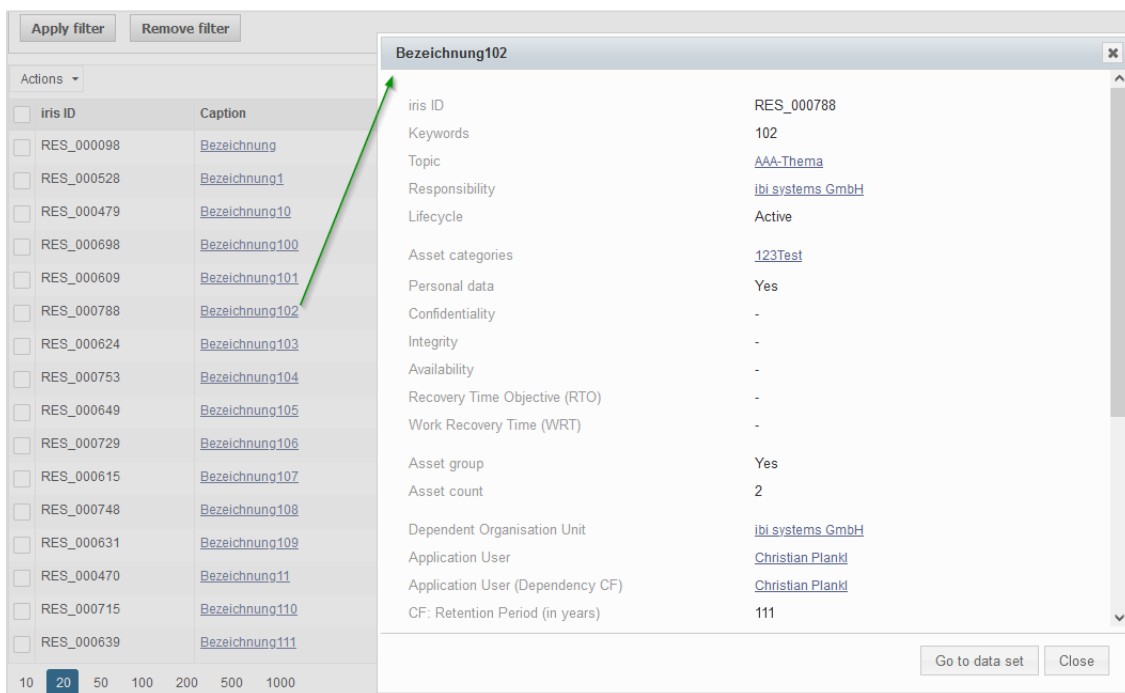 Apply filter Remove filter
Actions
iris ID Caption
RES_000098 Bezeichnung
RES_000528 Bezeichnung1
RES_000479 Bezeichnung10
RES_000698 Bezeichnung100
RES_000609 Bezeichnung101
RES_000788 Bezeichnung102
RES_000624 Bezeichnung103
RES_000753 Bezeichnung104
RES_000649 Bezeichnung105
RES_000729 Bezeichnung106
RES_000615 Bezeichnung107
RES_000748 Bezeichnung108
RES_000631 Bezeichnung109
RES_000470 Bezeichnung11
RES_000715 Bezeichnung110
RES_000639 Bezeichnung111
10 20 50 100 200 500 1000
Bezeichnung102
iris ID RES_000788
Keywords 102
Topic AAA-Thema
Responsibility ibi systems GmbH
Lifecycle Active
Asset categories 123Test
Personal data Yes
Confidentiality -
Integrity -
Availability -
Recovery Time Objective (RTO) -
Work Recovery Time (WRT) -
Asset group Yes
Asset count 2
Dependent Organisation Unit ibi systems GmbH
Application User Christian Plankl
Application User (Dependency CF) Christian Plankl
CF: Retention Period (in years) 111
Go to data set Close